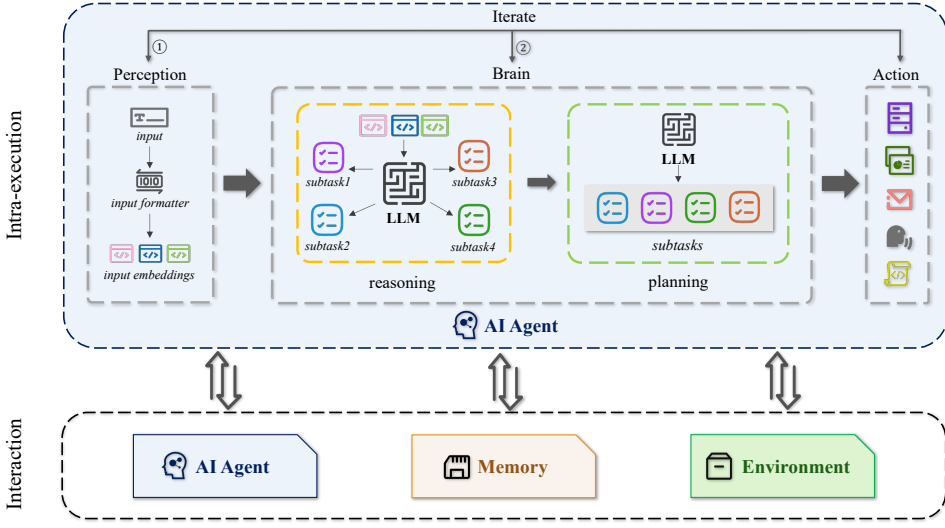 Iterate
①
②
Perception
Brain
Action
Intra-execution
T
input
1010
input formatter
</>
</>
</>
input embeddings
</>
</>
</>
subtask1
subtask3
LLM
subtask2
subtask4
reasoning
LLM
subtasks
planning
</>
AI Agent
Interaction
AI Agent
Memory
Environment